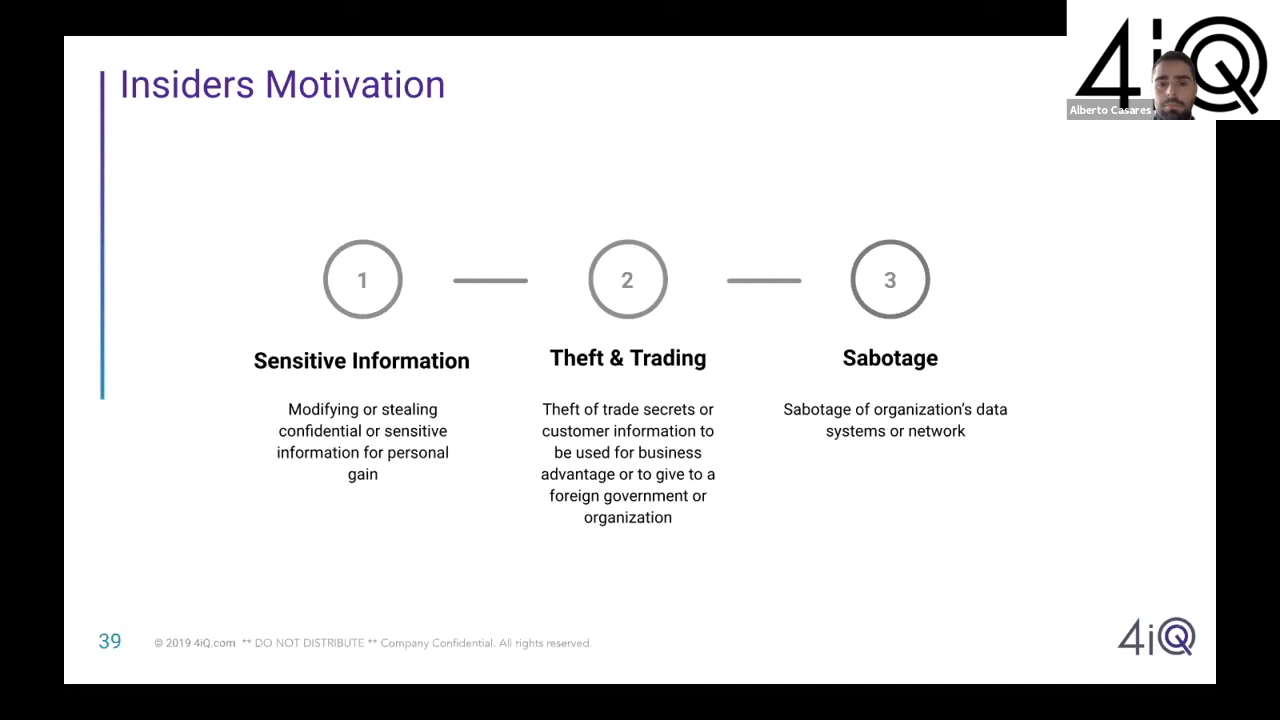 Insiders Motivation
4iQ
Alberto Casares
1
2
3
Sensitive Information
Theft & Trading
Sabotage
Modifying or stealing
confidential or sensitive
information for personal
gain
Theft of trade secrets or
customer information to
be used for business
advantage or to give to a
foreign government or
organization
Sabotage of organization’s data
systems or network
39
© 2019 4iQ.com ** DO NOT DISTRIBUTE ** Company Confidential. All rights reserved.
4iQ